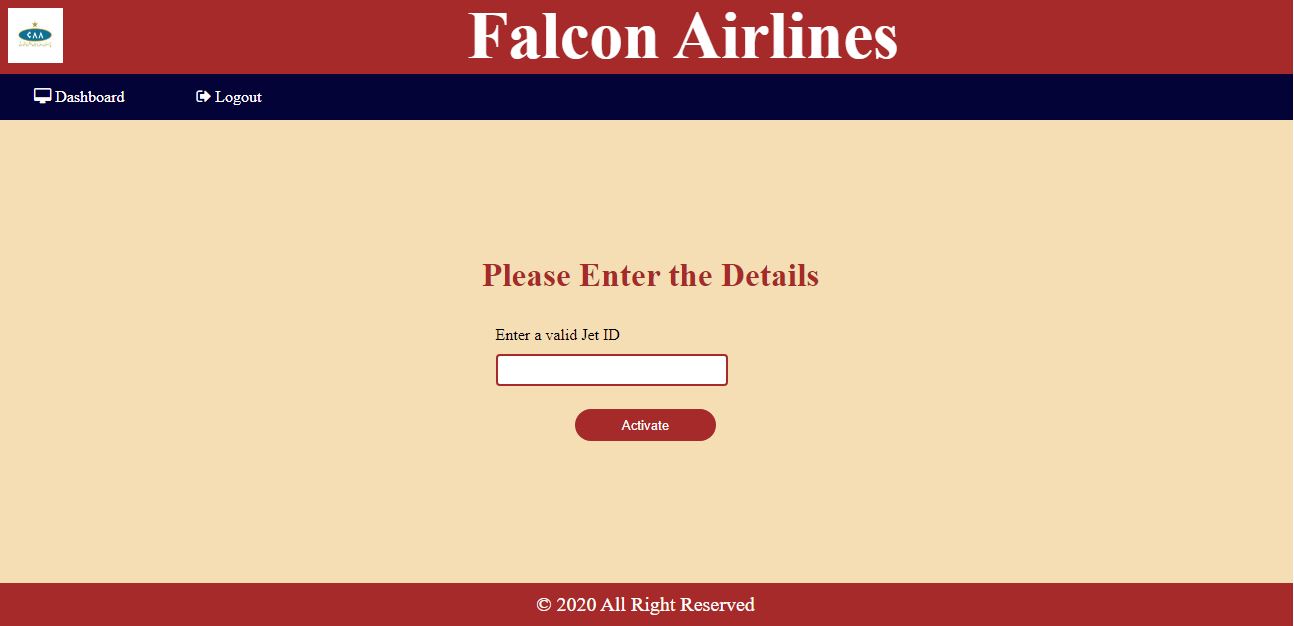 CAA
Falcon Airlines
Dashboard
Logout
Please Enter the Details
Enter a valid Jet ID
Activate
© 2020 All Right Reserved